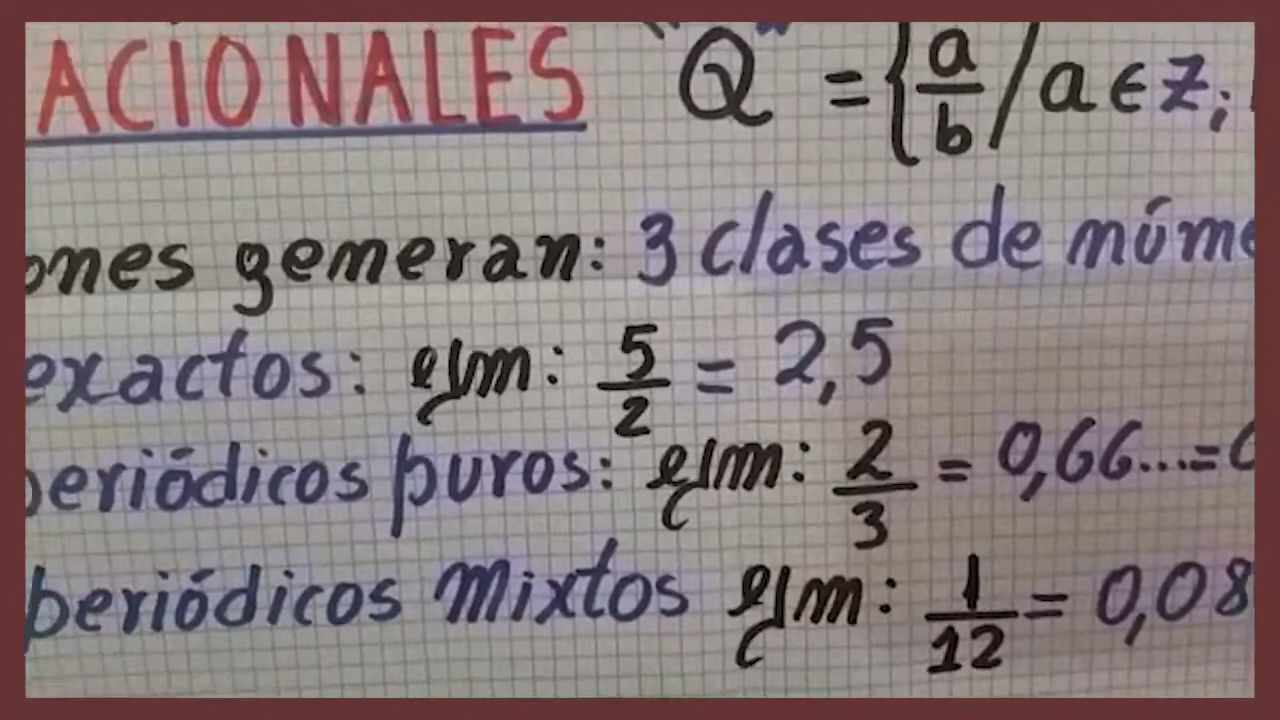 ACIONALES "Q" = {a/b / a ∈ Z;
ones generan: 3 clases de núme
exactos: ejm: 5/2 = 2,5
periódicos puros: ejm: 2/3 = 0,66...=0
periódicos mixtos ejm: 1/12 = 0,08